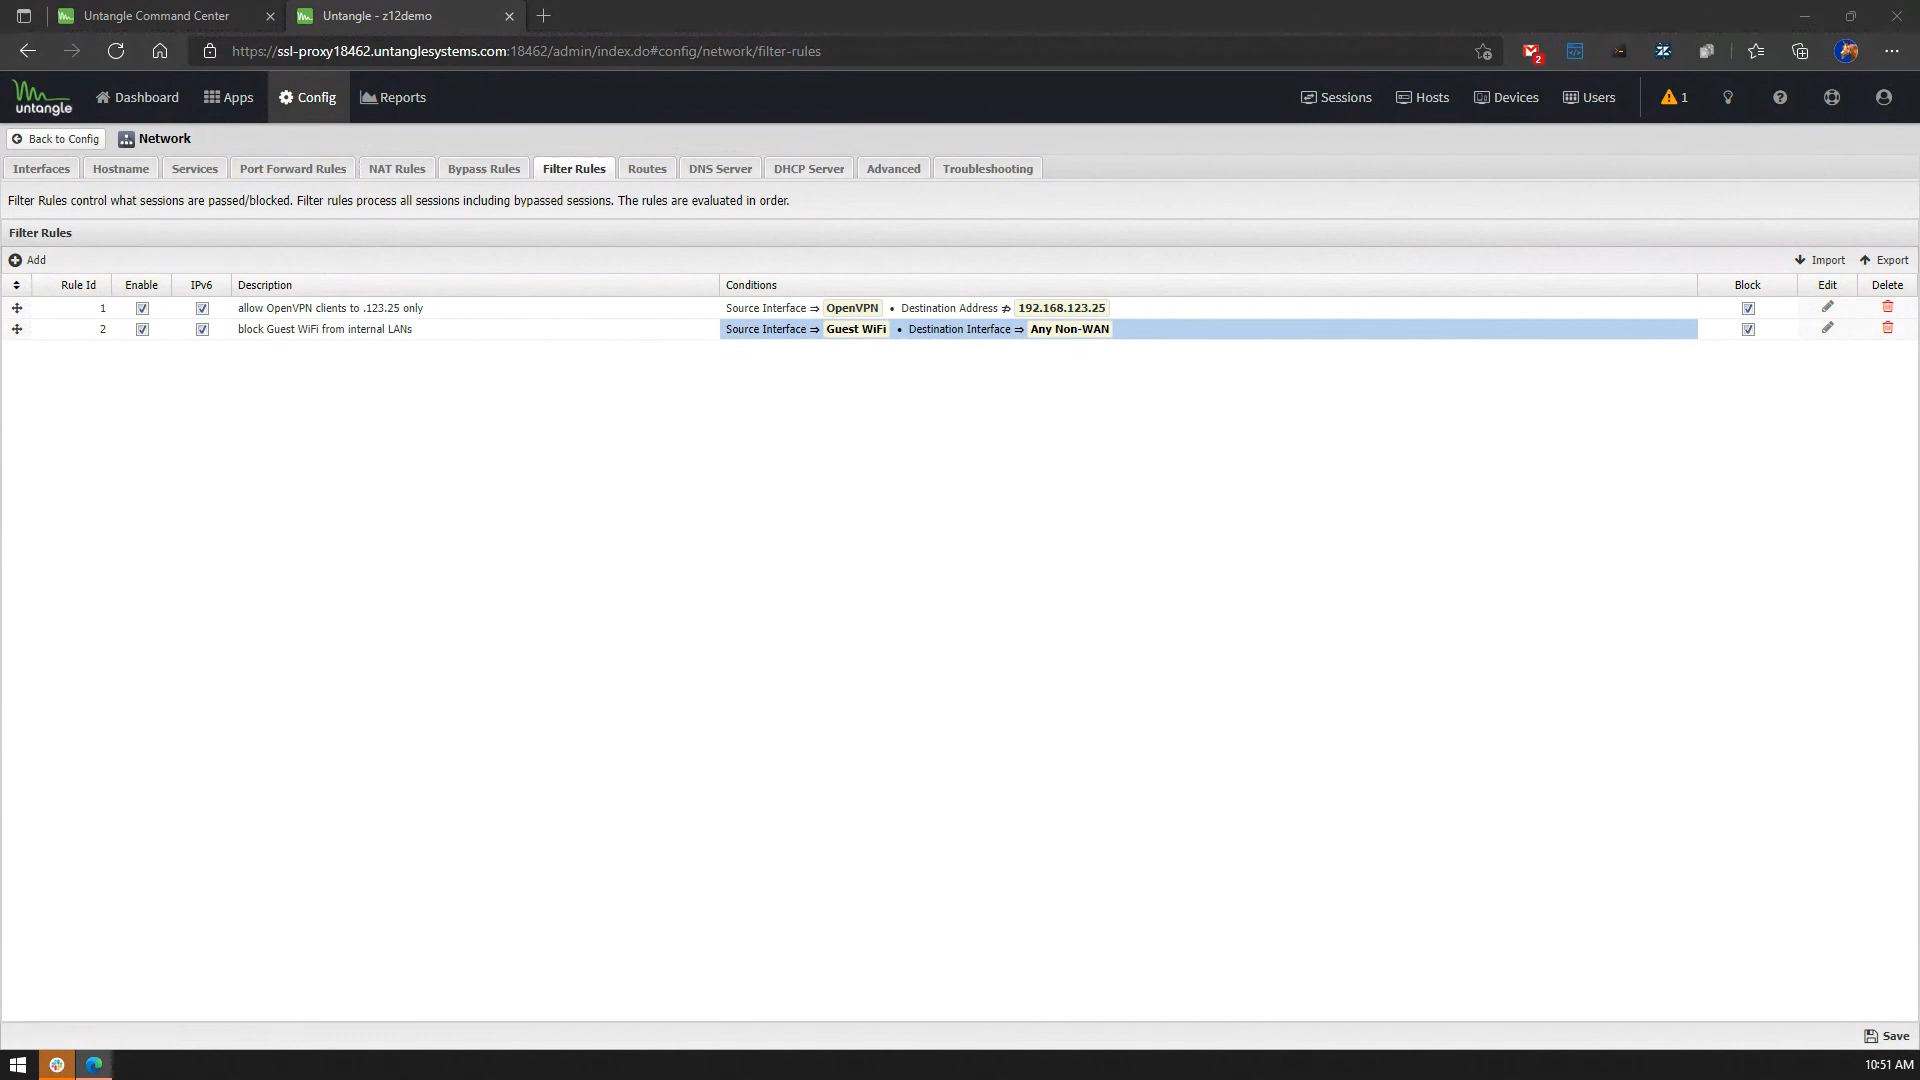 Untangle Command Center
Untangle - z12demo
https://ssl-proxy18462.untanglesystems.com:18462/admin/index.do#config/network/filter-rules
2
untangle
Dashboard
Apps
Config
Reports
Sessions
Hosts
Devices
Users
1
Back to Config
Network
Interfaces
Hostname
Services
Port Forward Rules
NAT Rules
Bypass Rules
Filter Rules
Routes
DNS Server
DHCP Server
Advanced
Troubleshooting
Filter Rules control what sessions are passed/blocked. Filter rules process all sessions including bypassed sessions. The rules are evaluated in order.
Filter Rules
Add
Import
Export
Rule Id Enable IPv6 Description Conditions Block Edit Delete
1 allow OpenVPN clients to .123.25 only Source Interface ⇒ OpenVPN • Destination Address ⇏ 192.168.123.25
2 block Guest WiFi from internal LANs Source Interface ⇒ Guest WiFi • Destination Interface ⇒ Any Non-WAN
Save
10:51 AM